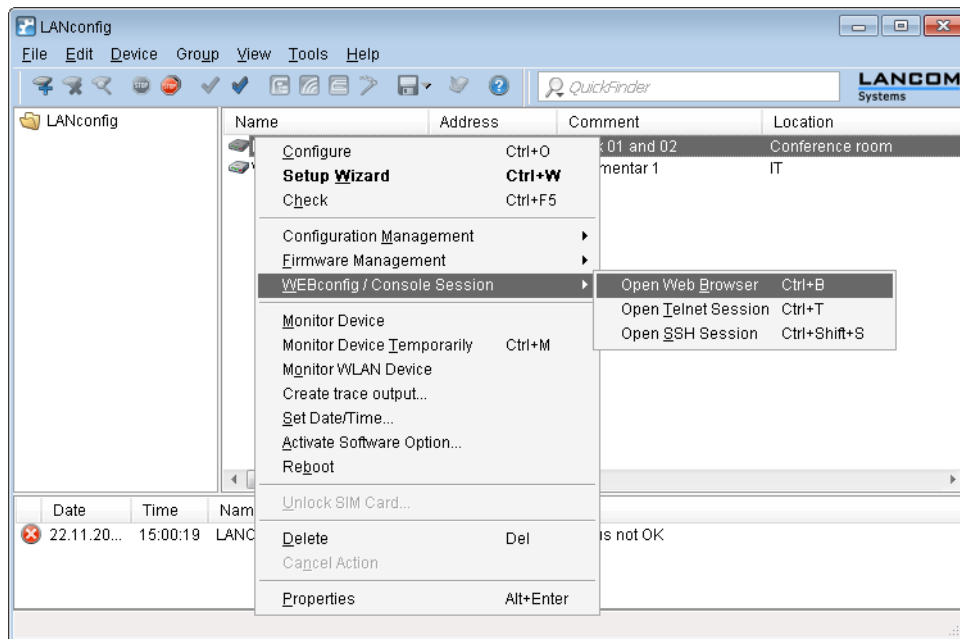 LANconfig
File Edit Device Group View Tools Help
QuickFinder
LANCOM
Systems
LANconfig
Name Address Comment Location
01 and 02 Conference room
mentar 1 IT
Configure Ctrl+O
Setup Wizard Ctrl+W
Check Ctrl+F5
Configuration Management
Firmware Management
WEBconfig / Console Session
Open Web Browser Ctrl+B
Open Telnet Session Ctrl+T
Open SSH Session Ctrl+Shift+S
Monitor Device
Monitor Device Temporarily Ctrl+M
Monitor WLAN Device
Create trace output...
Set Date/Time...
Activate Software Option...
Reboot
Unlock SIM Card...
Delete Del
Cancel Action
Properties Alt+Enter
Date Time Nam
22.11.20... 15:00:19 LANC is not OK